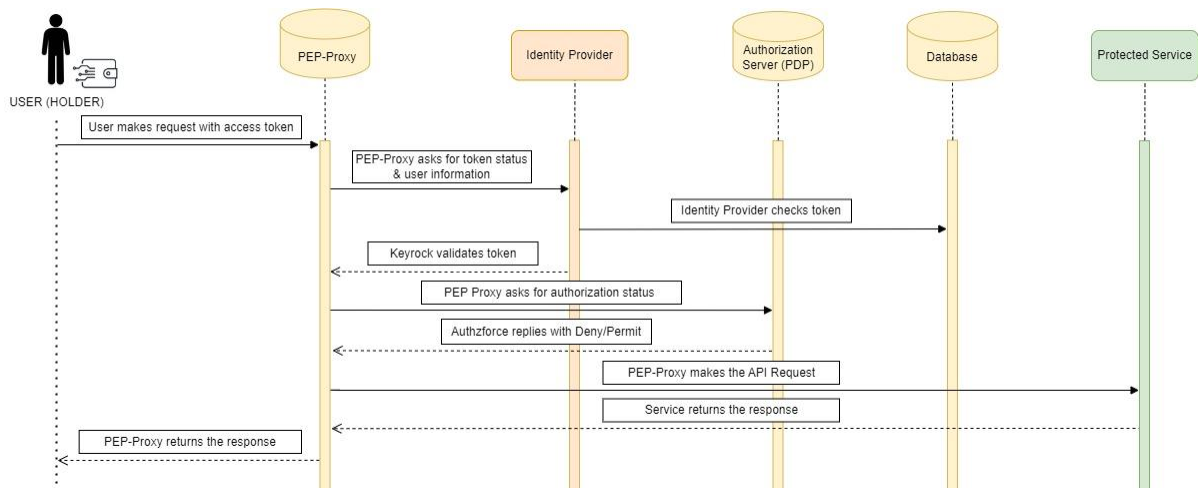 USER (HOLDER)
PEP-Proxy
Identity Provider
Authorization
Server (PDP)
Database
Protected Service
User makes request with access token
PEP-Proxy asks for token status
& user information
Identity Provider checks token
Keyrock validates token
PEP Proxy asks for authorization status
Authzforce replies with Deny/Permit
PEP-Proxy makes the API Request
Service returns the response
PEP-Proxy returns the response